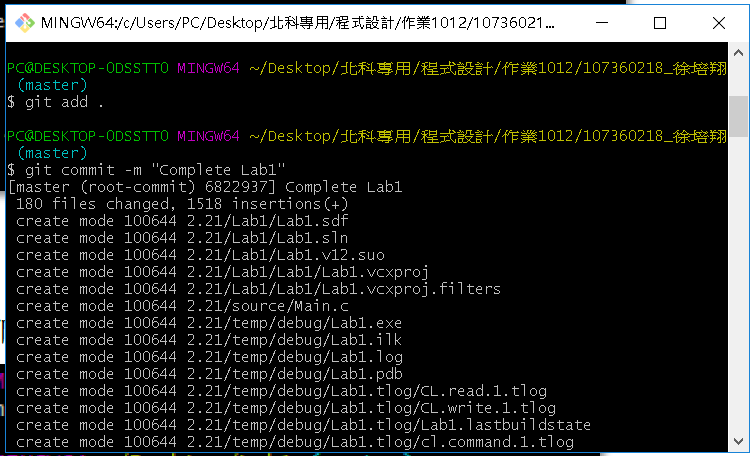 MINGW64:/c/Users/PC/Desktop/北科專用/程式設計/作業1012/10736021...
PC@DESKTOP-0DSSTT0 MINGW64 ~/Desktop/北科專用/程式設計/作業1012/107360218_徐培翔
(master)
$ git add .
PC@DESKTOP-0DSSTT0 MINGW64 ~/Desktop/北科專用/程式設計/作業1012/107360218_徐培翔
(master)
$ git commit -m "Complete Lab1"
[master (root-commit) 6822937] Complete Lab1
180 files changed, 1518 insertions(+)
create mode 100644 2.21/Lab1/Lab1.sdf
create mode 100644 2.21/Lab1/Lab1.sln
create mode 100644 2.21/Lab1/Lab1.v12.suo
create mode 100644 2.21/Lab1/Lab1/Lab1.vcxproj
create mode 100644 2.21/Lab1/Lab1/Lab1.vcxproj.filters
create mode 100644 2.21/source/Main.c
create mode 100644 2.21/temp/debug/Lab1.exe
create mode 100644 2.21/temp/debug/Lab1.ilk
create mode 100644 2.21/temp/debug/Lab1.log
create mode 100644 2.21/temp/debug/Lab1.pdb
create mode 100644 2.21/temp/debug/Lab1.tlog/CL.read.1.tlog
create mode 100644 2.21/temp/debug/Lab1.tlog/CL.write.1.tlog
create mode 100644 2.21/temp/debug/Lab1.tlog/Lab1.lastbuildstate
create mode 100644 2.21/temp/debug/Lab1.tlog/cl.command.1.tlog